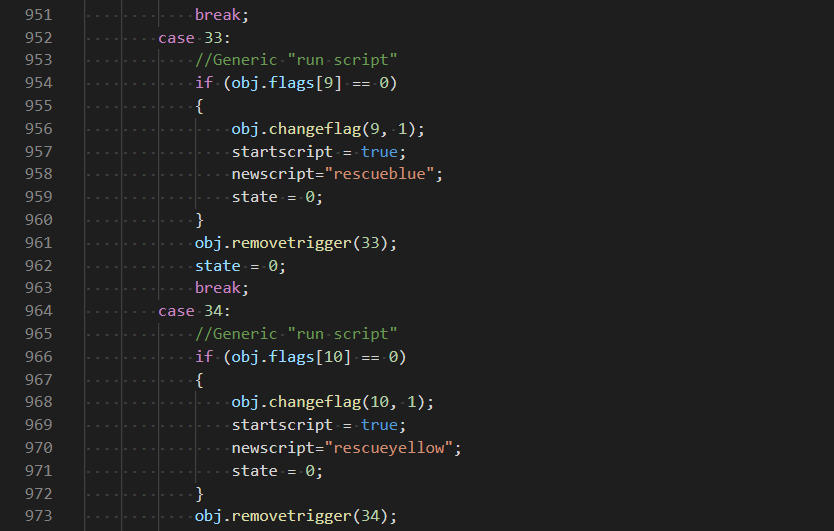 951 break;
952 case 33:
953 //Generic "run script"
954 if (obj.flags[9] == 0)
955 {
956 obj.changeflag(9, 1);
957 startscript = true;
958 newscript="rescueblue";
959 state = 0;
960 }
961 obj.removetrigger(33);
962 state = 0;
963 break;
964 case 34:
965 //Generic "run script"
966 if (obj.flags[10] == 0)
967 {
968 obj.changeflag(10, 1);
969 startscript = true;
970 newscript="rescueyellow";
971 state = 0;
972 }
973 obj.removetrigger(34);